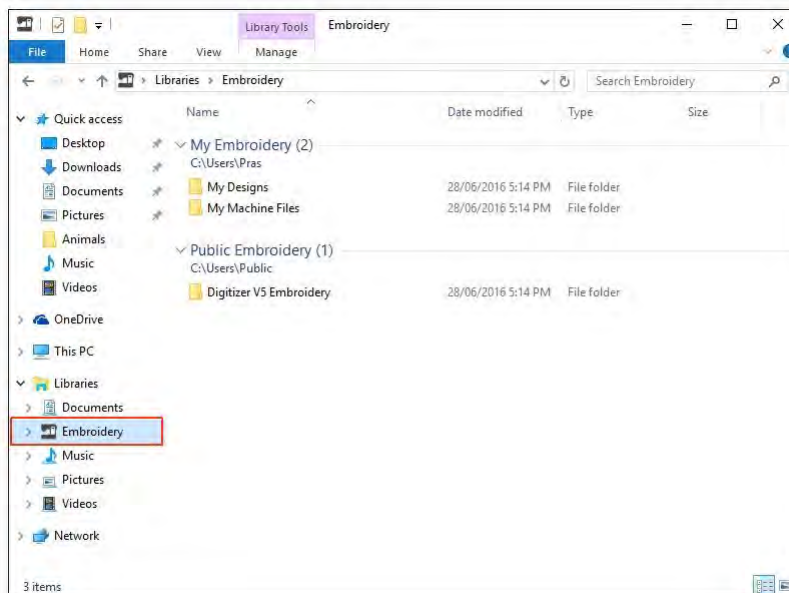 Library Tools Embroidery
File Home Share View Manage
Libraries Embroidery Search Embroidery
Name Date modified Type Size
Quick access
Desktop
Downloads
Documents
Pictures
Animals
Music
Videos
OneDrive
This PC
Libraries
Documents
Embroidery
Music
Pictures
Videos
Network
My Embroidery (2)
C:\Users\Pras
My Designs 28/06/2016 5:14 PM File folder
My Machine Files 28/06/2016 5:14 PM File folder
Public Embroidery (1)
C:\Users\Public
Digitizer V5 Embroidery 28/06/2016 5:14 PM File folder
3 items